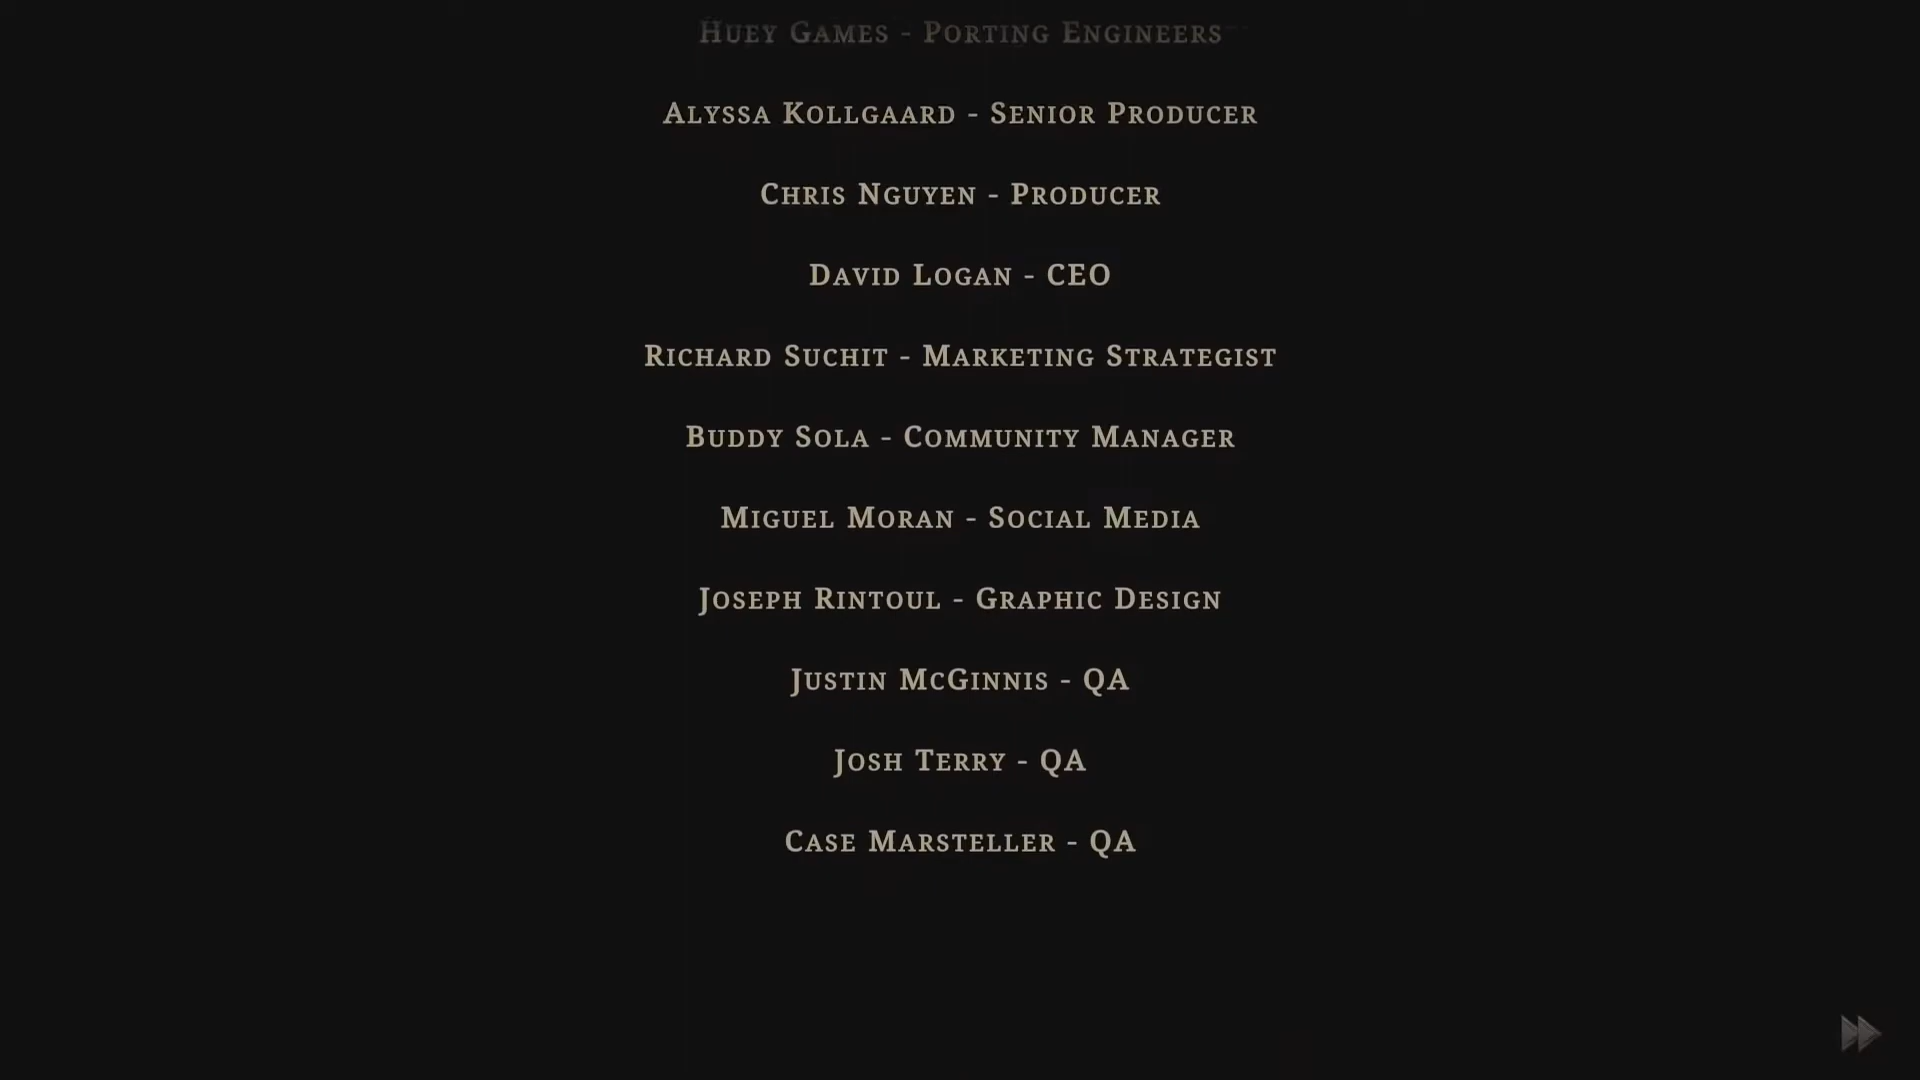 Huey Games - Porting Engineers
Alyssa Kollgaard - Senior Producer
Chris Nguyen - Producer
David Logan - CEO
Richard Suchit - Marketing Strategist
Buddy Sola - Community Manager
Miguel Moran - Social Media
Joseph Rintoul - Graphic Design
Justin McGinnis - QA
Josh Terry - QA
Case Marsteller - QA